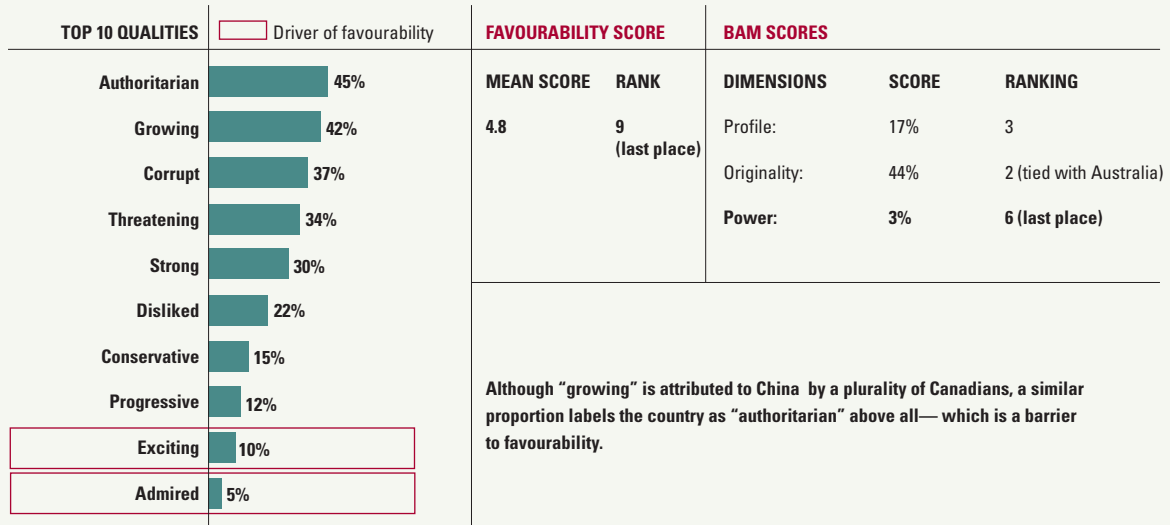 TOP 10 QUALITIES
Driver of favourability
Authoritarian 45%
Growing 42%
Corrupt 37%
Threatening 34%
Strong 30%
Disliked 22%
Conservative 15%
Progressive 12%
Exciting 10%
Admired 5%
FAVOURABILITY SCORE
MEAN SCORE RANK
4.8 9
(last place)
BAM SCORES
DIMENSIONS SCORE RANKING
Profile: 17% 3
Originality: 44% 2 (tied with Australia)
Power: 3% 6 (last place)
Although “growing” is attributed to China by a plurality of Canadians, a similar
proportion labels the country as “authoritarian” above all— which is a barrier
to favourability.